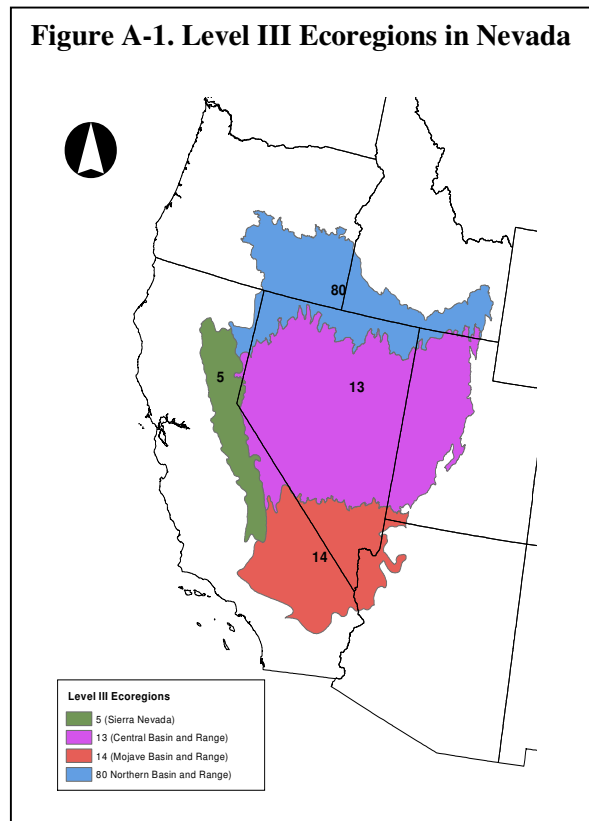 Figure A-1. Level III Ecoregions in Nevada
80
5
13
14
Level III Ecoregions
5 (Sierra Nevada)
13 (Central Basin and Range)
14 (Mojave Basin and Range)
80 Northern Basin and Range)